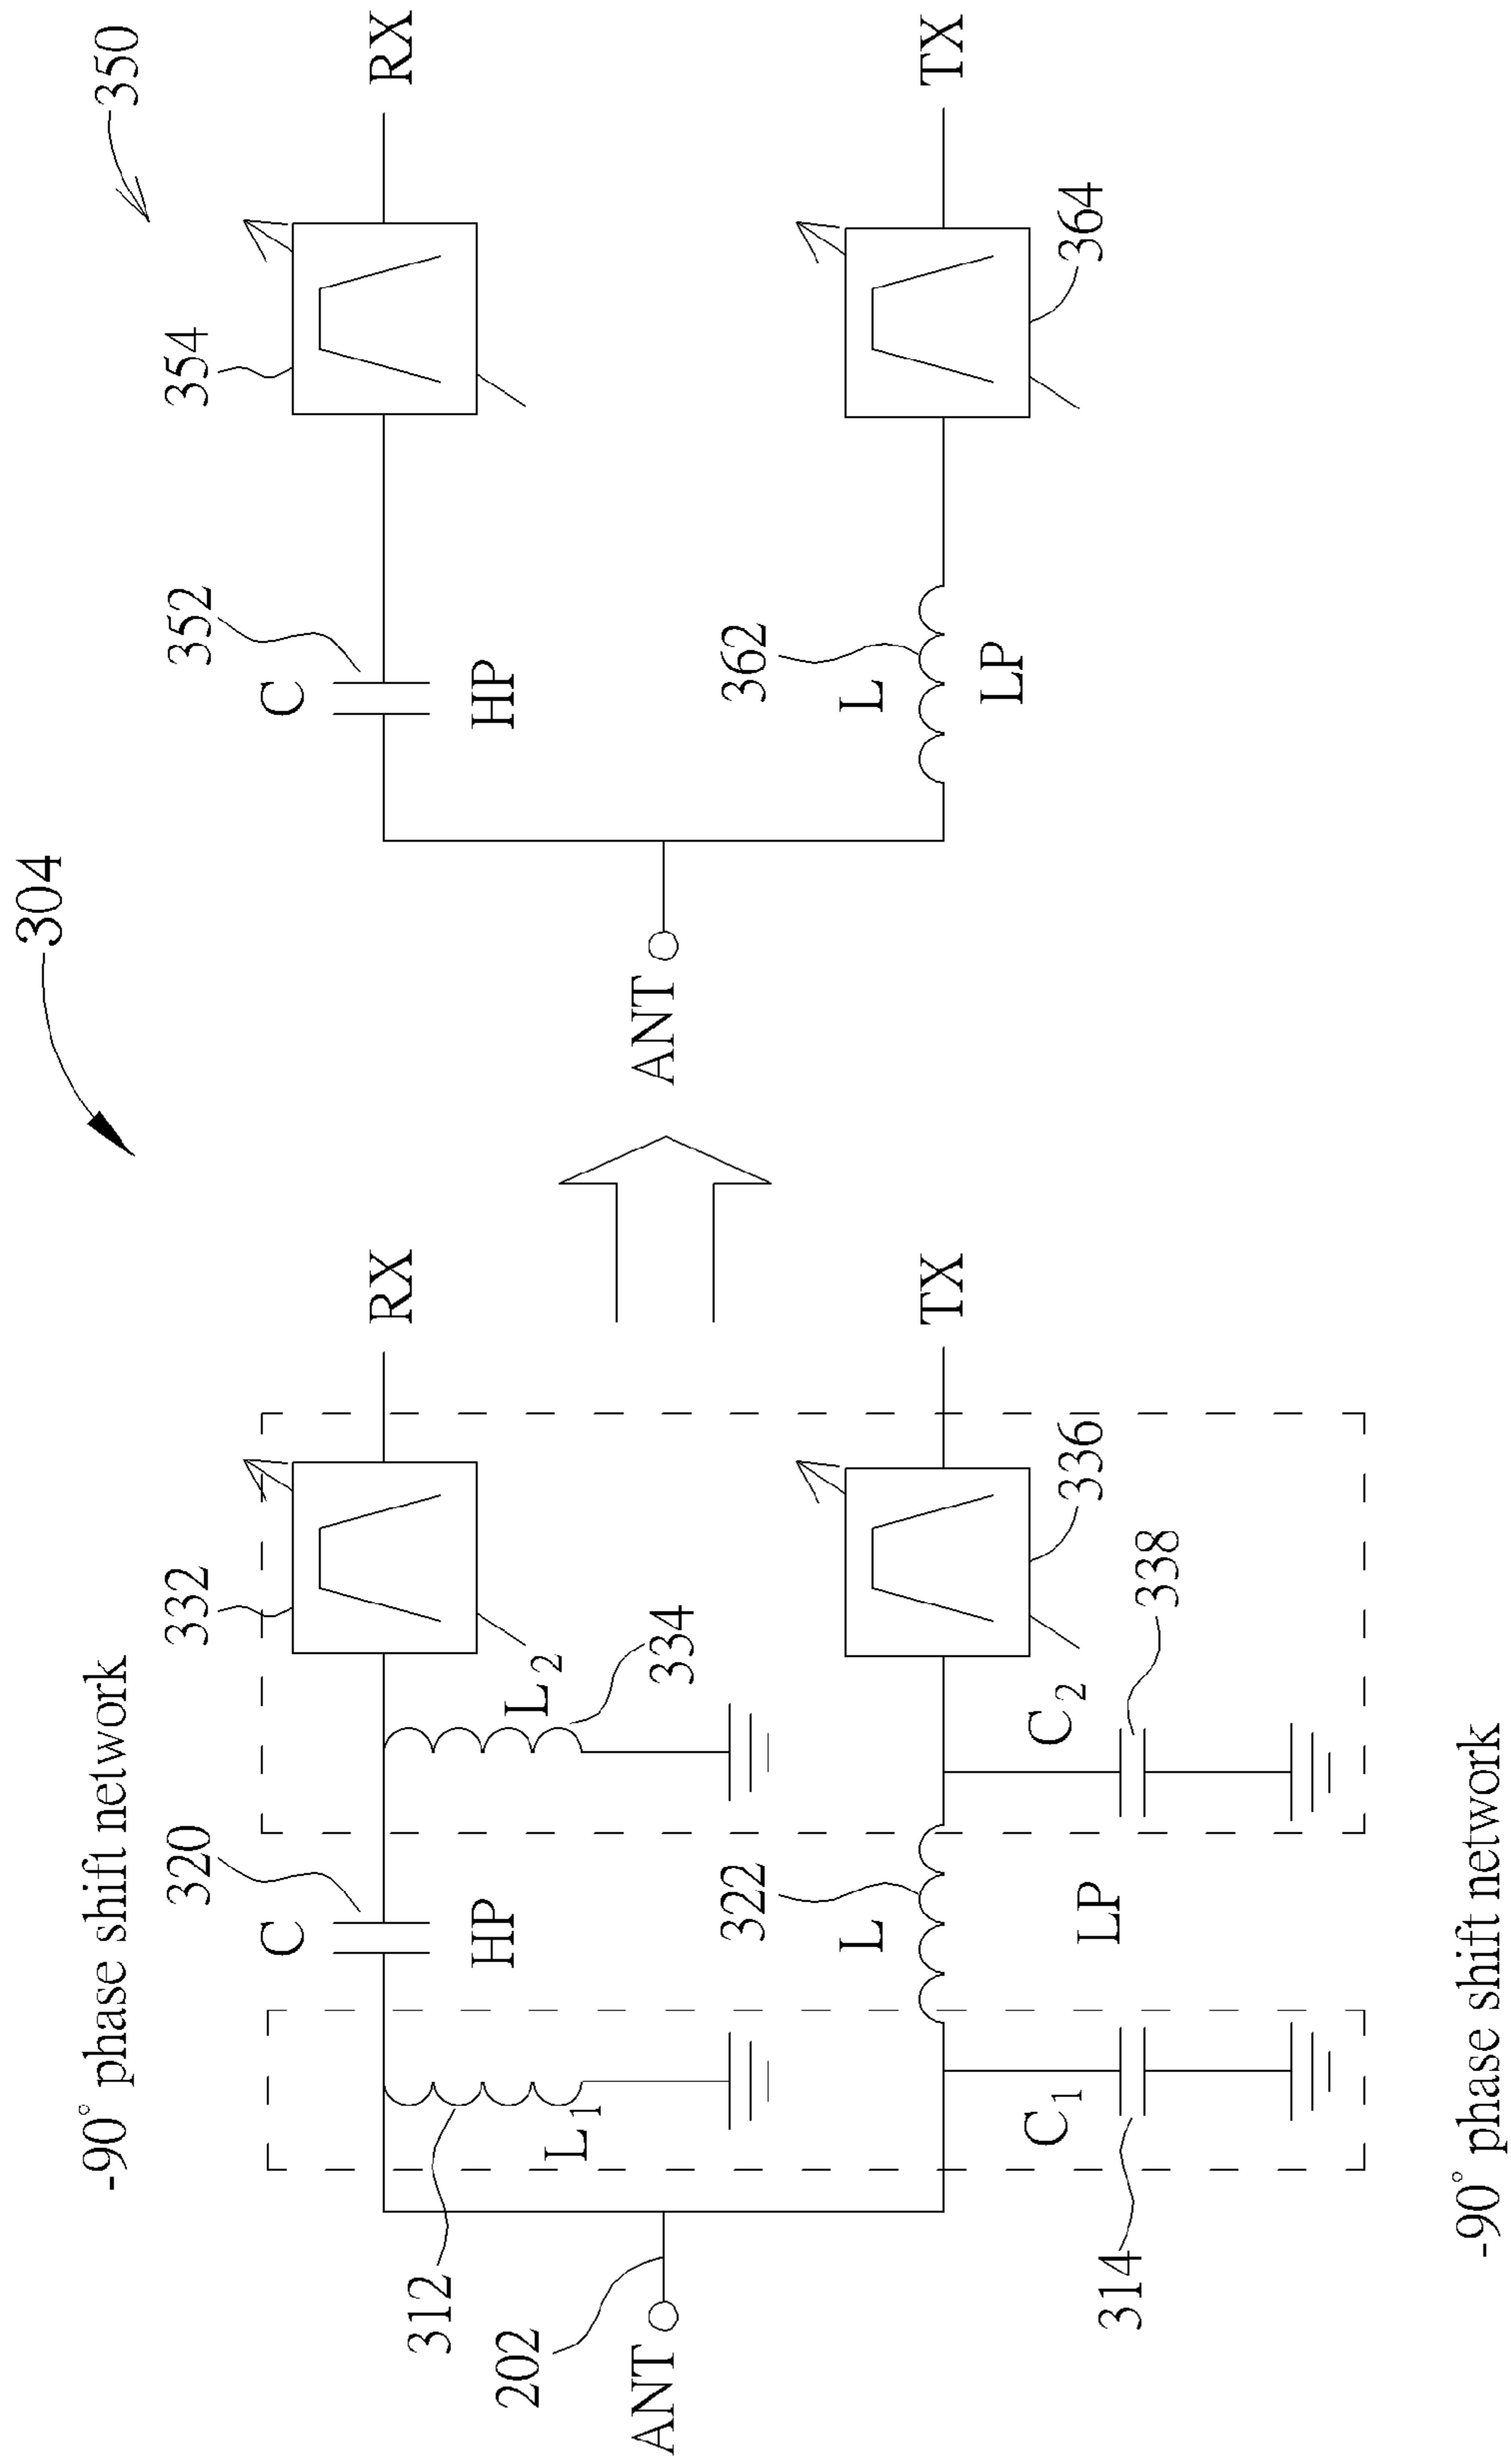 304
350
-90° phase shift network
320
332
C
HP
RX
312
L1
L2
334
202
ANT
322
L
LP
336
TX
314
C1
C2
338
-90° phase shift network
352
354
C
HP
RX
ANT
362
L
LP
364
TX